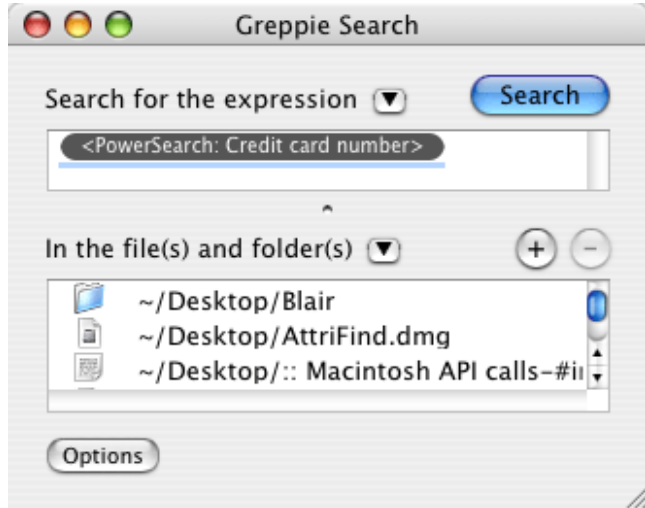 Greppie Search
Search for the expression
Search
<PowerSearch: Credit card number>
In the file(s) and folder(s)
~/Desktop/Blair
~/Desktop/AttriFind.dmg
~/Desktop/:: Macintosh API calls-#i
Options